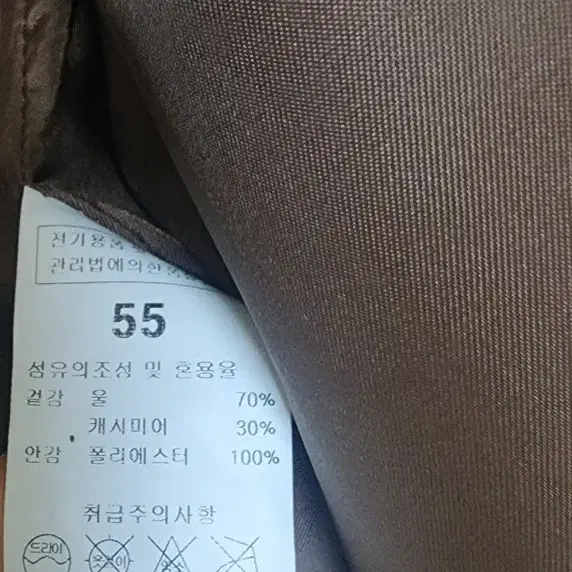 전기용품
관리법에의한품질
55
섬유의조성 및 혼용율
겉감 울 70%
캐시미어 30%
안감 폴리에스터 100%
취급주의사항
드라이